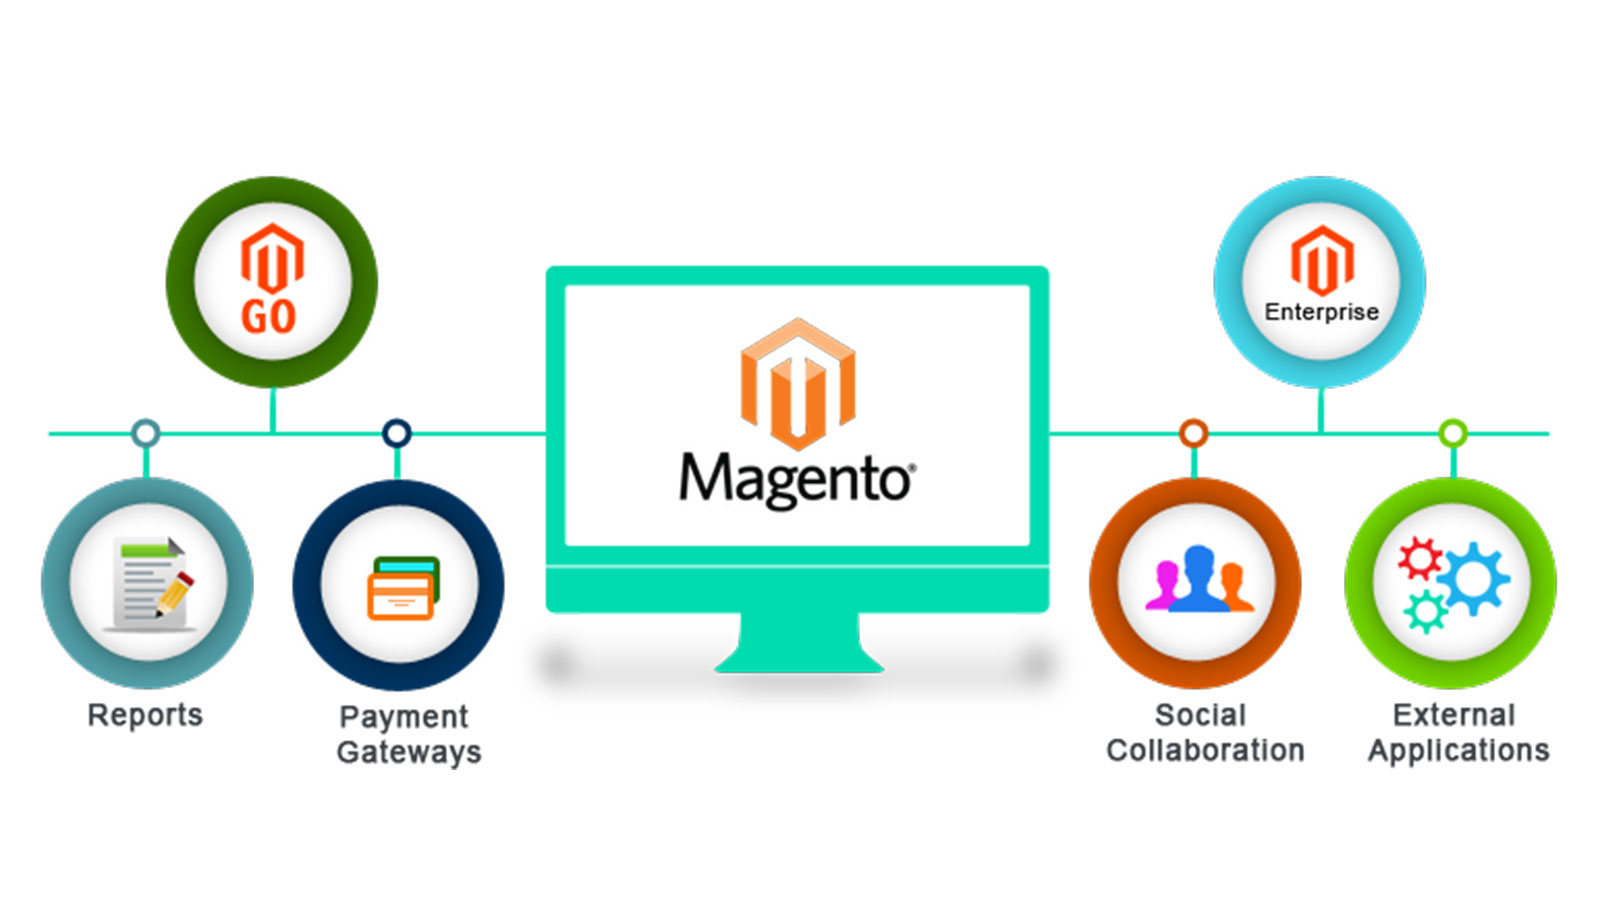 GO
Enterprise
Magento®
Reports
Payment
Gateways
Social
Collaboration
External
Applications